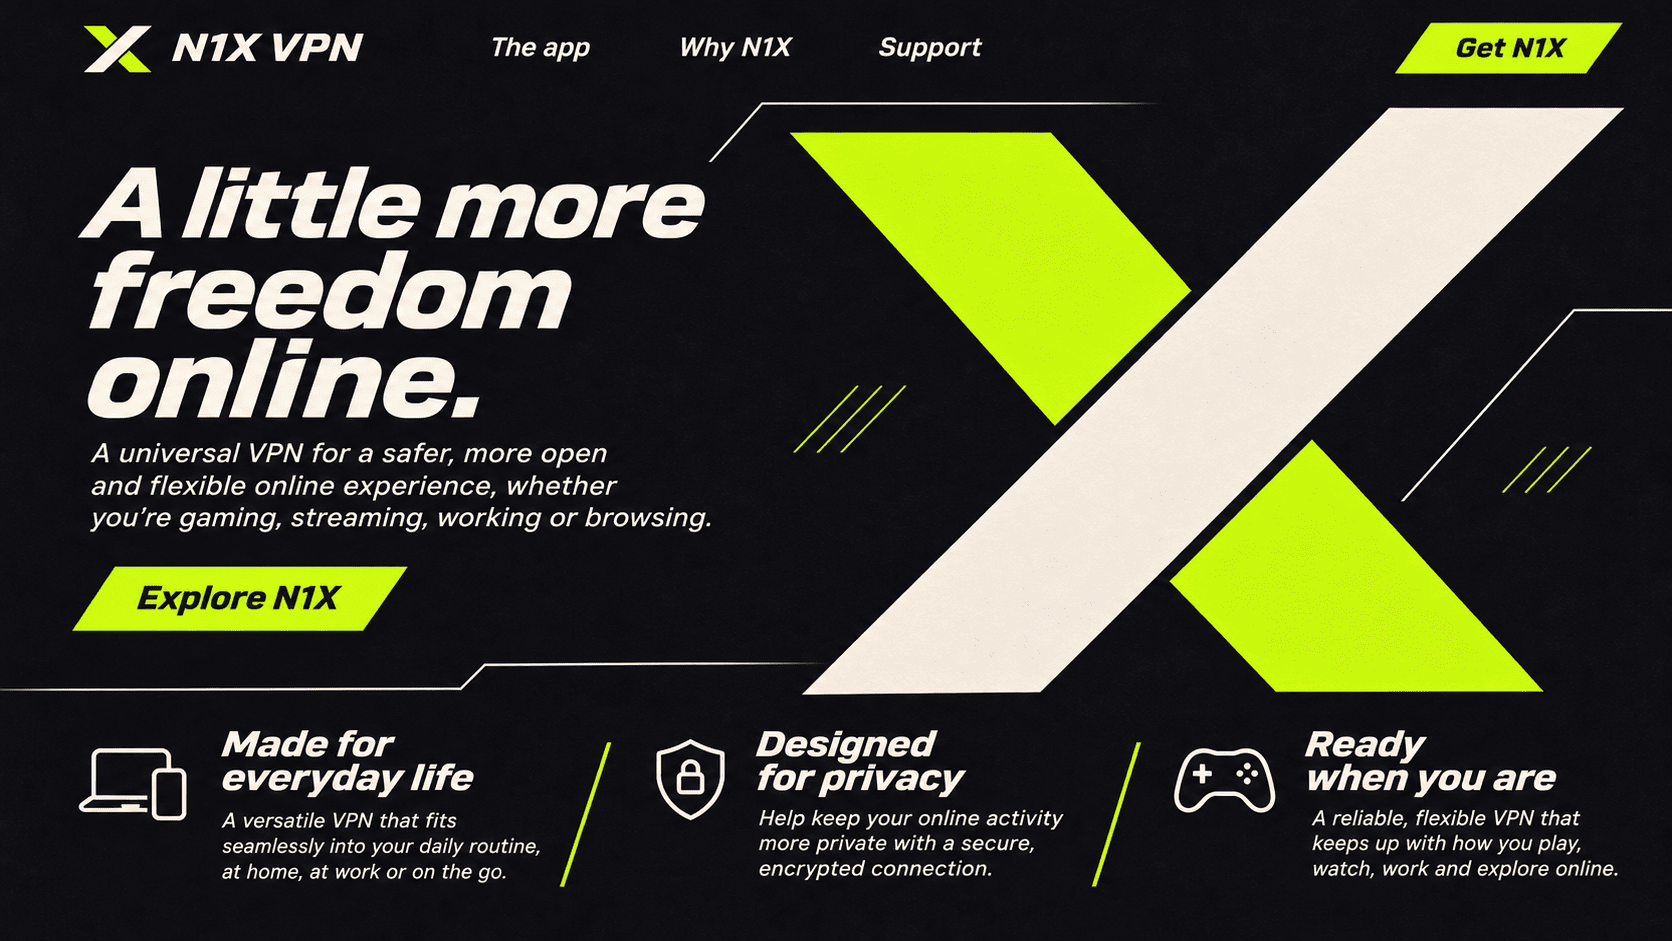 N1X VPN
The app
Why N1X
Support
Get N1X
A little more
freedom
online.
A universal VPN for a safer, more open
and flexible online experience, whether
you’re gaming, streaming, working or browsing.
Explore N1X
Made for
everyday life
A versatile VPN that fits
seamlessly into your daily routine,
at home, at work or on the go.
Designed
for privacy
Help keep your online activity
more private with a secure,
encrypted connection.
Ready
when you are
A reliable, flexible VPN that
keeps up with how you play,
watch, work and explore online.